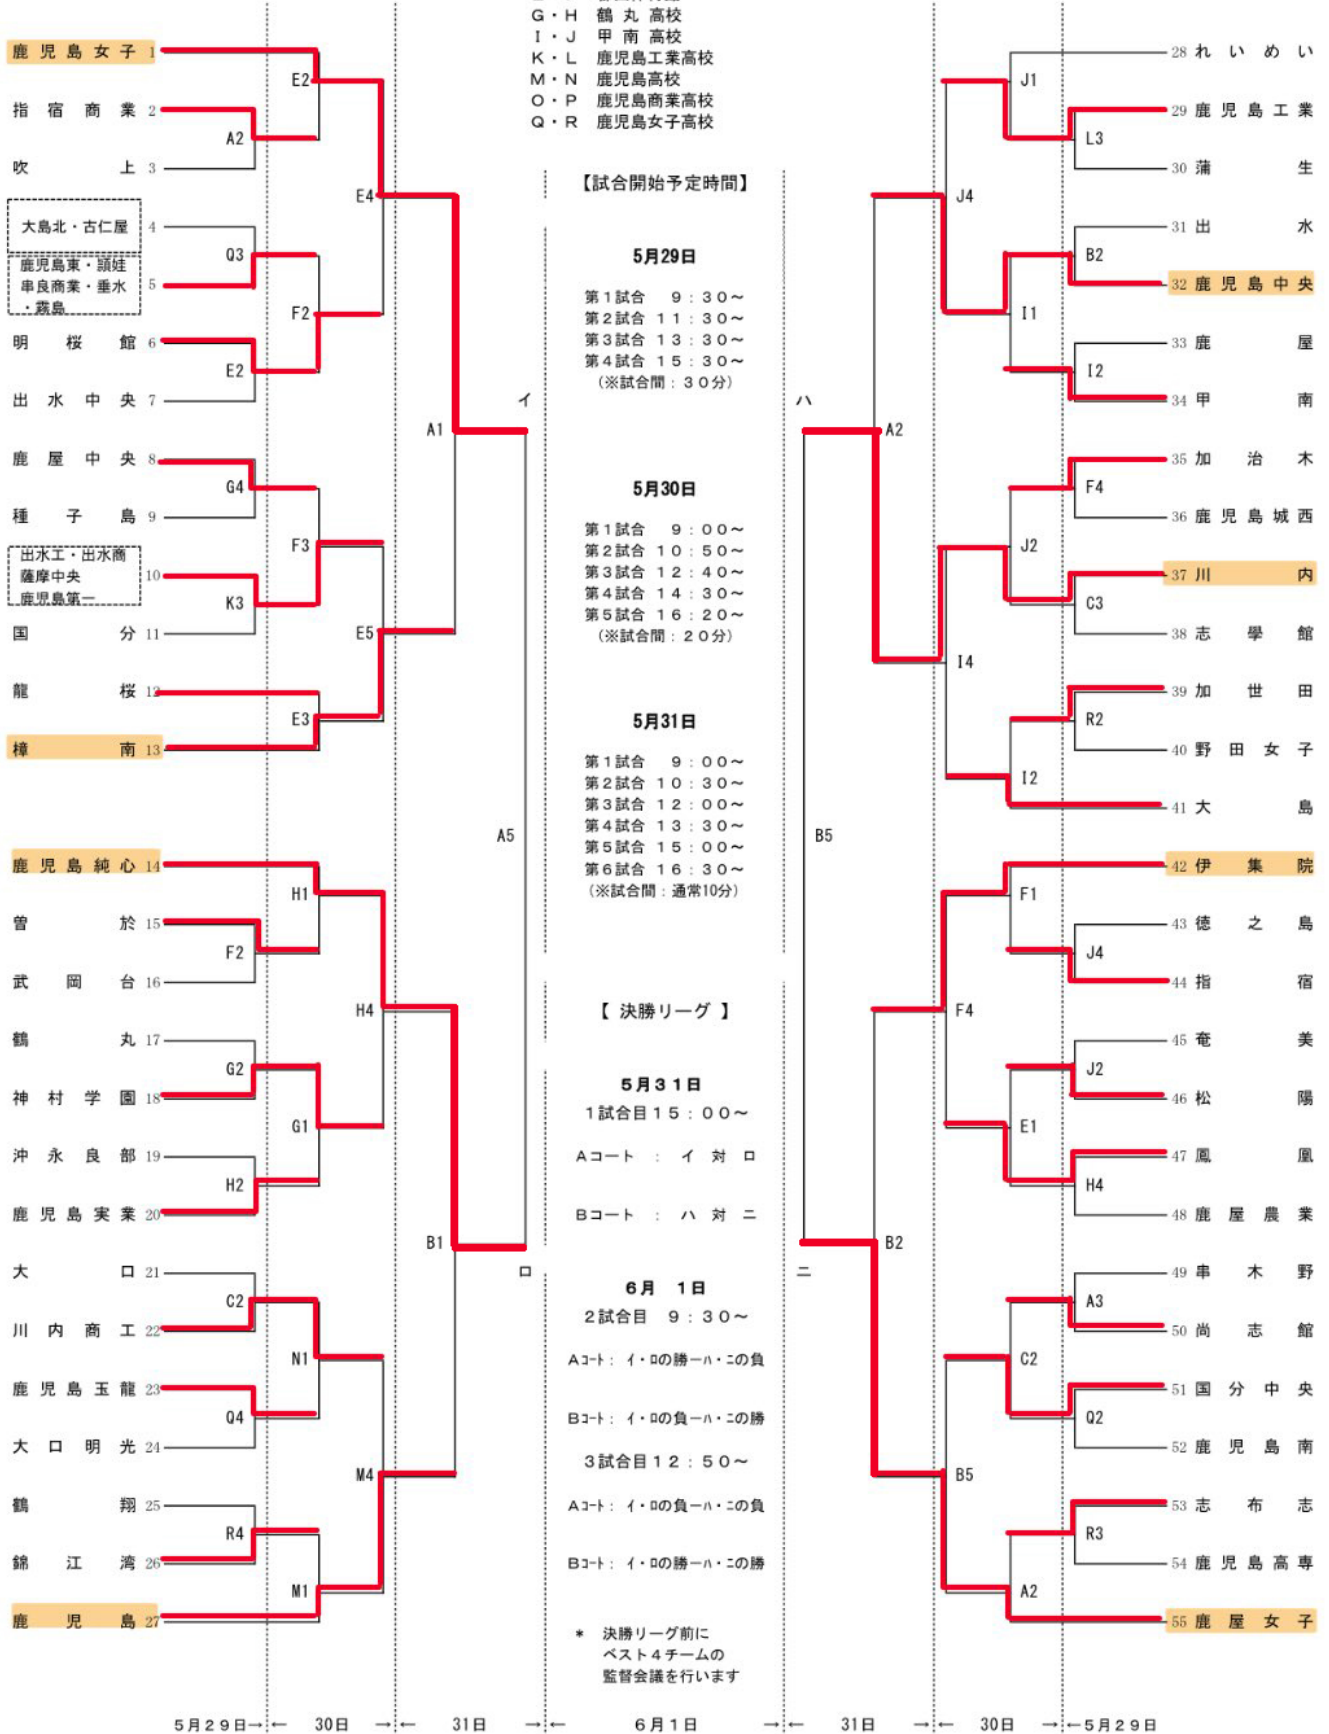 G・H 鶴丸高校
I・J 甲南高校
K・L 鹿児島工業高校
M・N 鹿児島高校
O・P 鹿児島商業高校
Q・R 鹿児島女子高校
鹿児島女子 1
E2
指宿商業 2
A2
吹上 3
E4
大島北・古仁屋 4
Q3
鹿児島東・頴娃
串良商業・垂水 5
・霧島
F2
明桜館 6
E2
出水中央 7
A1
イ
鹿屋中央 8
G4
種子島 9
F3
出水工・出水商
薩摩中央 10
鹿児島第一
K3
国分 11
E5
龍桜 12
E3
樟南 13
A5
鹿児島純心 14
H1
曽於 15
F2
武岡台 16
H4
鶴丸 17
G2
神村学園 18
G1
沖永良部 19
H2
鹿児島実業 20
B1
ロ
大口 21
C2
川内商工 22
N1
鹿児島玉龍 23
Q4
大口明光 24
M4
鶴翔 25
R4
錦江湾 26
M1
鹿児島 27
【試合開始予定時間】
5月29日
第1試合 9:30~
第2試合 11:30~
第3試合 13:30~
第4試合 15:30~
(※試合間:30分)
5月30日
第1試合 9:00~
第2試合 10:50~
第3試合 12:40~
第4試合 14:30~
第5試合 16:20~
(※試合間:20分)
5月31日
第1試合 9:00~
第2試合 10:30~
第3試合 12:00~
第4試合 13:30~
第5試合 15:00~
第6試合 16:30~
(※試合間:通常10分)
【 決勝リーグ 】
5月31日
1試合目15:00~
Aコート : イ 対 ロ
Bコート : ハ 対 ニ
6月 1日
2試合目 9:30~
Aコート: イ・ロの勝ーハ・ニの負
Bコート: イ・ロの負ーハ・ニの勝
3試合目12:50~
Aコート: イ・ロの負ーハ・ニの負
Bコート: イ・ロの勝ーハ・ニの勝
* 決勝リーグ前に
ベスト4チームの
監督会議を行います
28 れいめい
J1
29 鹿児島工業
L3
30 蒲生
J4
31 出水
B2
32 鹿児島中央
I1
33 鹿屋
I2
34 甲南
ハ
A2
35 加治木
F4
36 鹿児島城西
J2
37 川内
C3
38 志學館
I4
39 加世田
R2
40 野田女子
I2
41 大島
B5
42 伊集院
F1
43 徳之島
J4
44 指宿
F4
45 奄美
J2
46 松陽
E1
47 鳳凰
H4
48 鹿屋農業
B2
ニ
49 串木野
A3
50 尚志館
C2
51 国分中央
Q2
52 鹿児島南
B5
53 志布志
R3
54 鹿児島高専
A2
55 鹿屋女子
5月29日→ ← 30日 → ← 31日 ← 6月1日 → ← 31日 → ← 30日 → ←5月29日